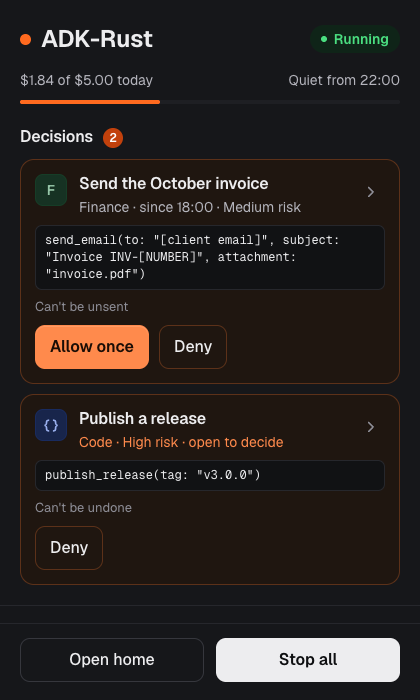 ADK-Rust
Running
$1.84 of $5.00 today
Quiet from 22:00
Decisions 2
F
Send the October invoice
Finance · since 18:00 · Medium risk
send_email(to: "[client email]", subject:
"Invoice INV-[NUMBER]", attachment:
"invoice.pdf")
Can't be unsent
Allow once
Deny
{}
Publish a release
Code · High risk · open to decide
publish_release(tag: "v3.0.0")
Can't be undone
Deny
Open home
Stop all